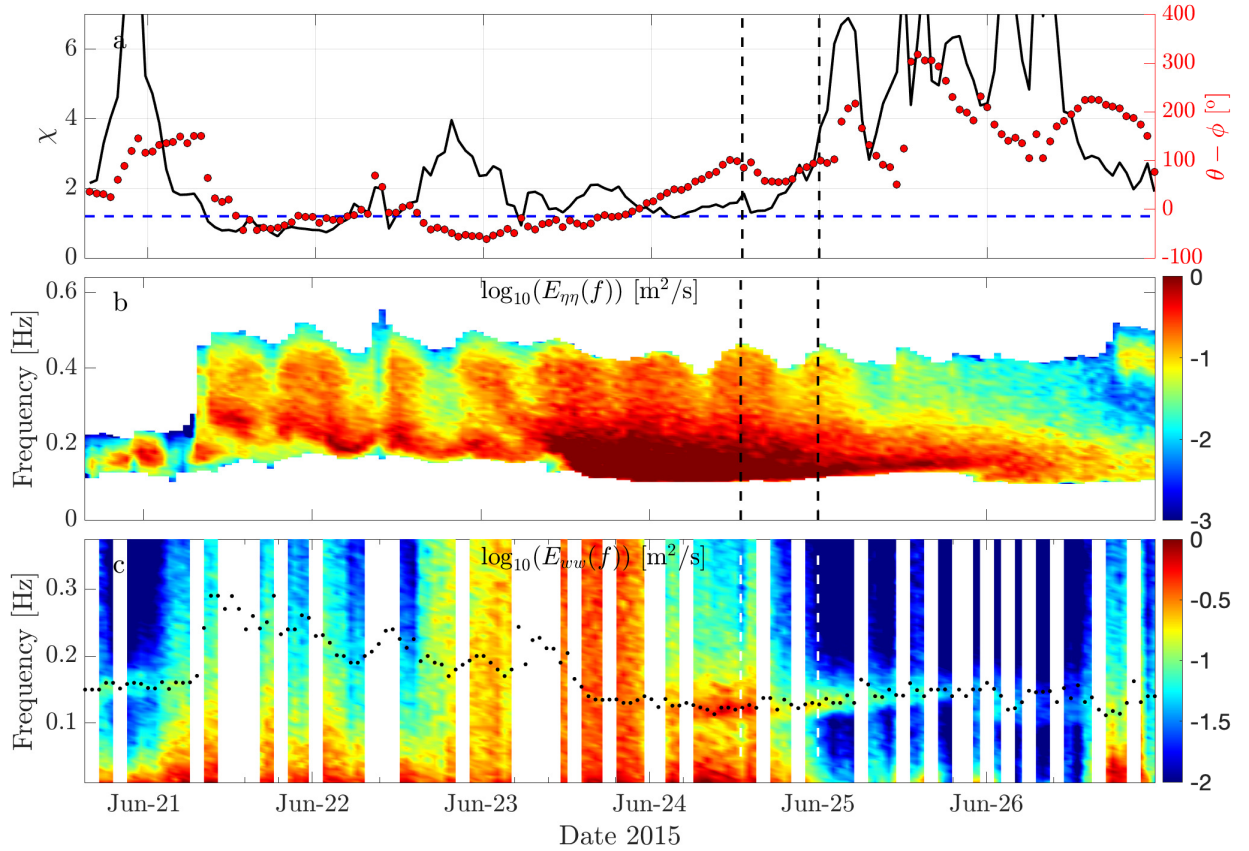 a
6
4
2
0
χ
400
300
200
100
0
-100
θ − ϕ [°]
b
log₁₀(E_ηη(f)) [m²/s]
0.6
0.4
0.2
0
Frequency [Hz]
0
-1
-2
-3
c
log₁₀(E_ww(f)) [m²/s]
0.3
0.2
0.1
Frequency [Hz]
0
-0.5
-1
-1.5
-2
Jun-21 Jun-22 Jun-23 Jun-24 Jun-25 Jun-26
Date 2015